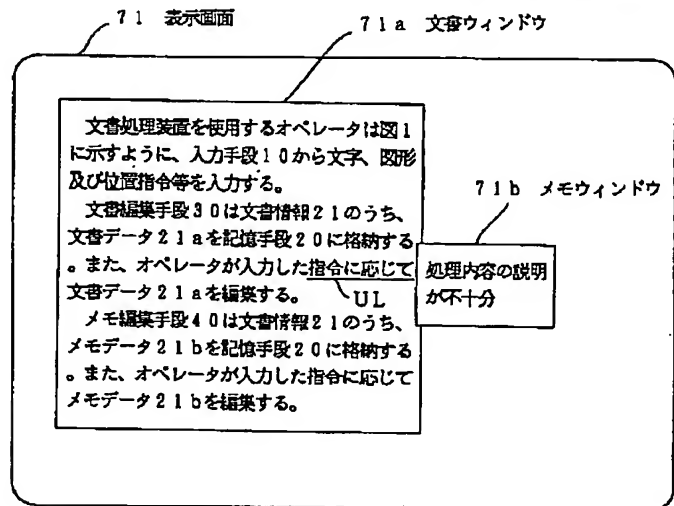 71 表示画面
71a 文書ウィンドウ
文書処理装置を使用するオペレータは図1
に示すように、入力手段10から文字、図形
及び位置指令等を入力する。
文書編集手段30は文書情報21のうち、
文書データ21aを記憶手段20に格納する
。また、オペレータが入力した指令に応じて
文書データ21aを編集する。
メモ編集手段40は文書情報21のうち、
メモデータ21bを記憶手段20に格納する
。また、オペレータが入力した指令に応じて
メモデータ21bを編集する。
UL
71b メモウィンドウ
処理内容の説明
が不十分